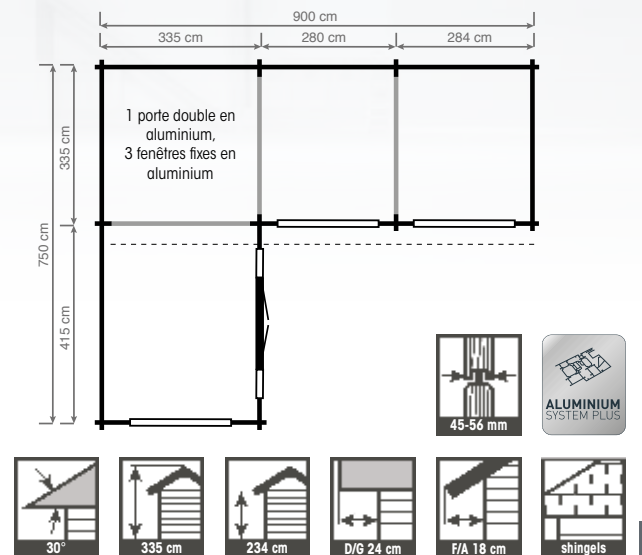 900 cm
335 cm
280 cm
284 cm
1 porte double en
aluminium,
3 fenêtres fixes en
aluminium
335 cm
750 cm
415 cm
45-56 mm
ALUMINIUM
SYSTEM PLUS
30°
335 cm
234 cm
D/G 24 cm
F/A 18 cm
shingels